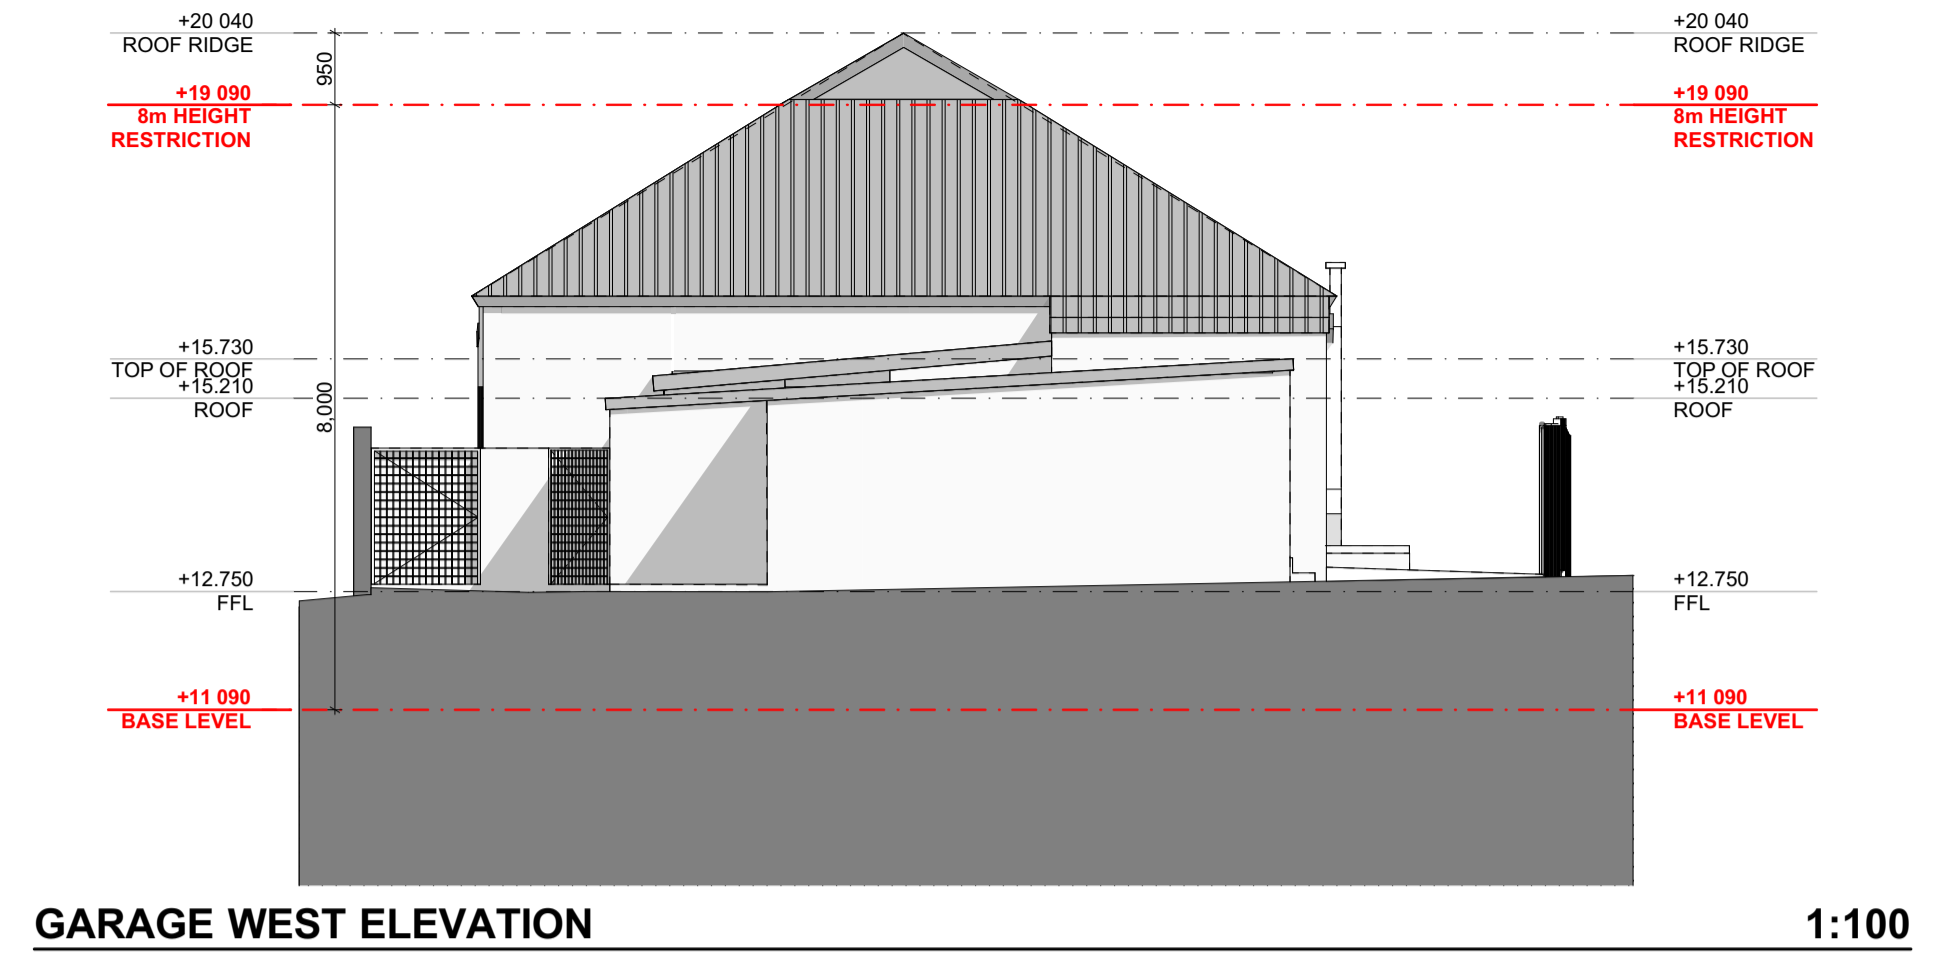 +20 040
ROOF RIDGE
+20 040
ROOF RIDGE
950
+19 090
8m HEIGHT
RESTRICTION
+19 090
8m HEIGHT
RESTRICTION
+15.730
TOP OF ROOF
+15.210
ROOF
+15.730
TOP OF ROOF
+15.210
ROOF
8,000
+12.750
FFL
+12.750
FFL
+11 090
BASE LEVEL
+11 090
BASE LEVEL
GARAGE WEST ELEVATION
1:100